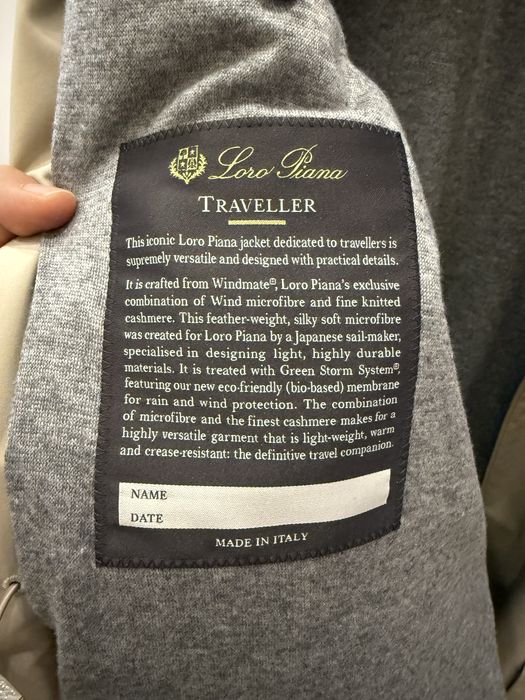 Loro Piana
TRAVELLER
This iconic Loro Piana jacket dedicated to travellers is
supremely versatile and designed with practical details.
It is crafted from Windmate®, Loro Piana's exclusive
combination of Wind microfibre and fine knitted
cashmere. This feather-weight, silky soft microfibre
was created for Loro Piana by a Japanese sail-maker,
specialised in designing light, highly durable
materials. It is treated with Green Storm System®,
featuring our new eco-friendly (bio-based) membrane
for rain and wind protection. The combination
of microfibre and the finest cashmere makes for a
highly versatile garment that is light-weight, warm
and crease-resistant: the definitive travel companion.
NAME
DATE
MADE IN ITALY